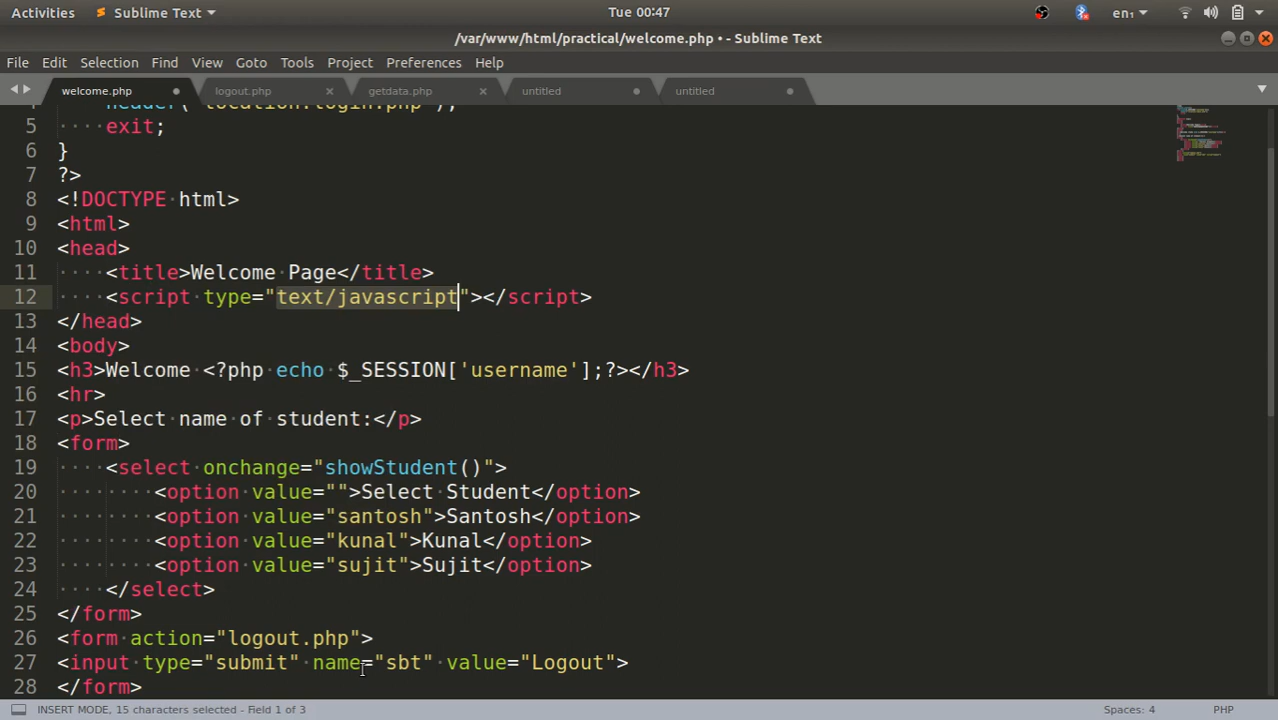 Activities Sublime Text Tue 00:47 en₁
/var/www/html/practical/welcome.php • - Sublime Text
File Edit Selection Find View Goto Tools Project Preferences Help
welcome.php logout.php getdata.php untitled untitled
4 header("location:login.php");
5 exit;
6 }
7 ?>
8 <!DOCTYPE html>
9 <html>
10 <head>
11 <title>Welcome Page</title>
12 <script type="text/javascript"></script>
13 </head>
14 <body>
15 <h3>Welcome <?php echo $_SESSION['username'];?></h3>
16 <hr>
17 <p>Select name of student:</p>
18 <form>
19 <select onchange="showStudent()">
20 <option value="">Select Student</option>
21 <option value="santosh">Santosh</option>
22 <option value="kunal">Kunal</option>
23 <option value="sujit">Sujit</option>
24 </select>
25 </form>
26 <form action="logout.php">
27 <input type="submit" name="sbt" value="Logout">
28 </form>
INSERT MODE, 15 characters selected - Field 1 of 3 Spaces: 4 PHP